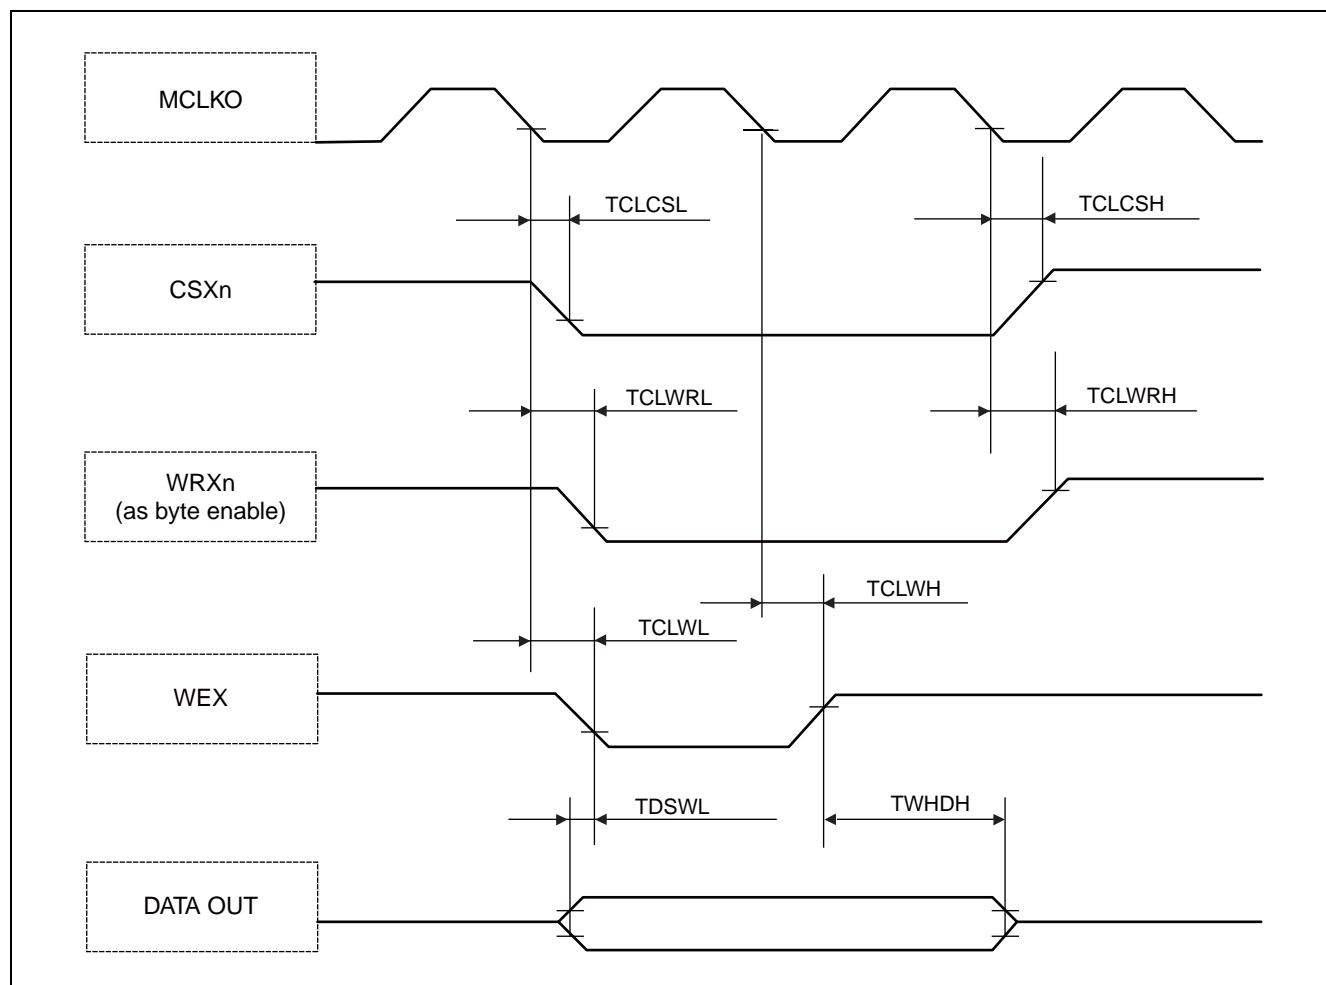 MCLKO
TCLCSL
TCLCSH
CSXn
TCLWRL
TCLWRH
WRXn
(as byte enable)
TCLWH
TCLWL
WEX
TDSWL
TWHDH
DATA OUT